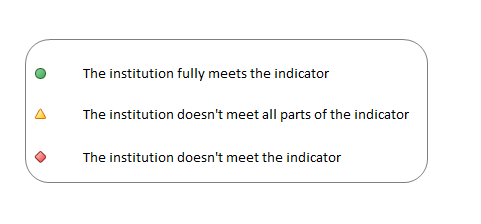 The institution fully meets the indicator
The institution doesn't meet all parts of the indicator
The institution doesn't meet the indicator